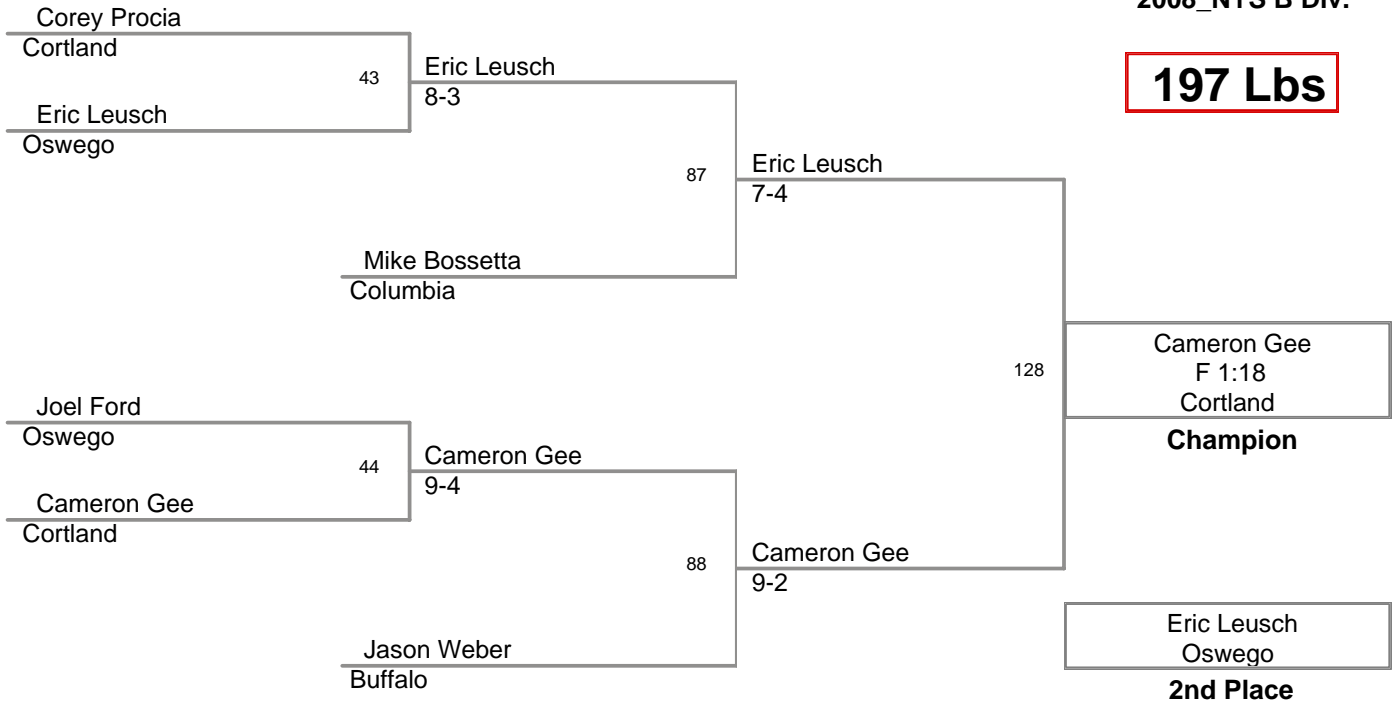 2008_NYS B Div.
197 Lbs
Corey Procia
Cortland
43
Eric Leusch
8-3
Eric Leusch
Oswego
87
Eric Leusch
7-4
Mike Bossetta
Columbia
128
Cameron Gee
F 1:18
Cortland
Champion
Joel Ford
Oswego
44
Cameron Gee
9-4
Cameron Gee
Cortland
88
Cameron Gee
9-2
Jason Weber
Buffalo
Eric Leusch
Oswego
2nd Place